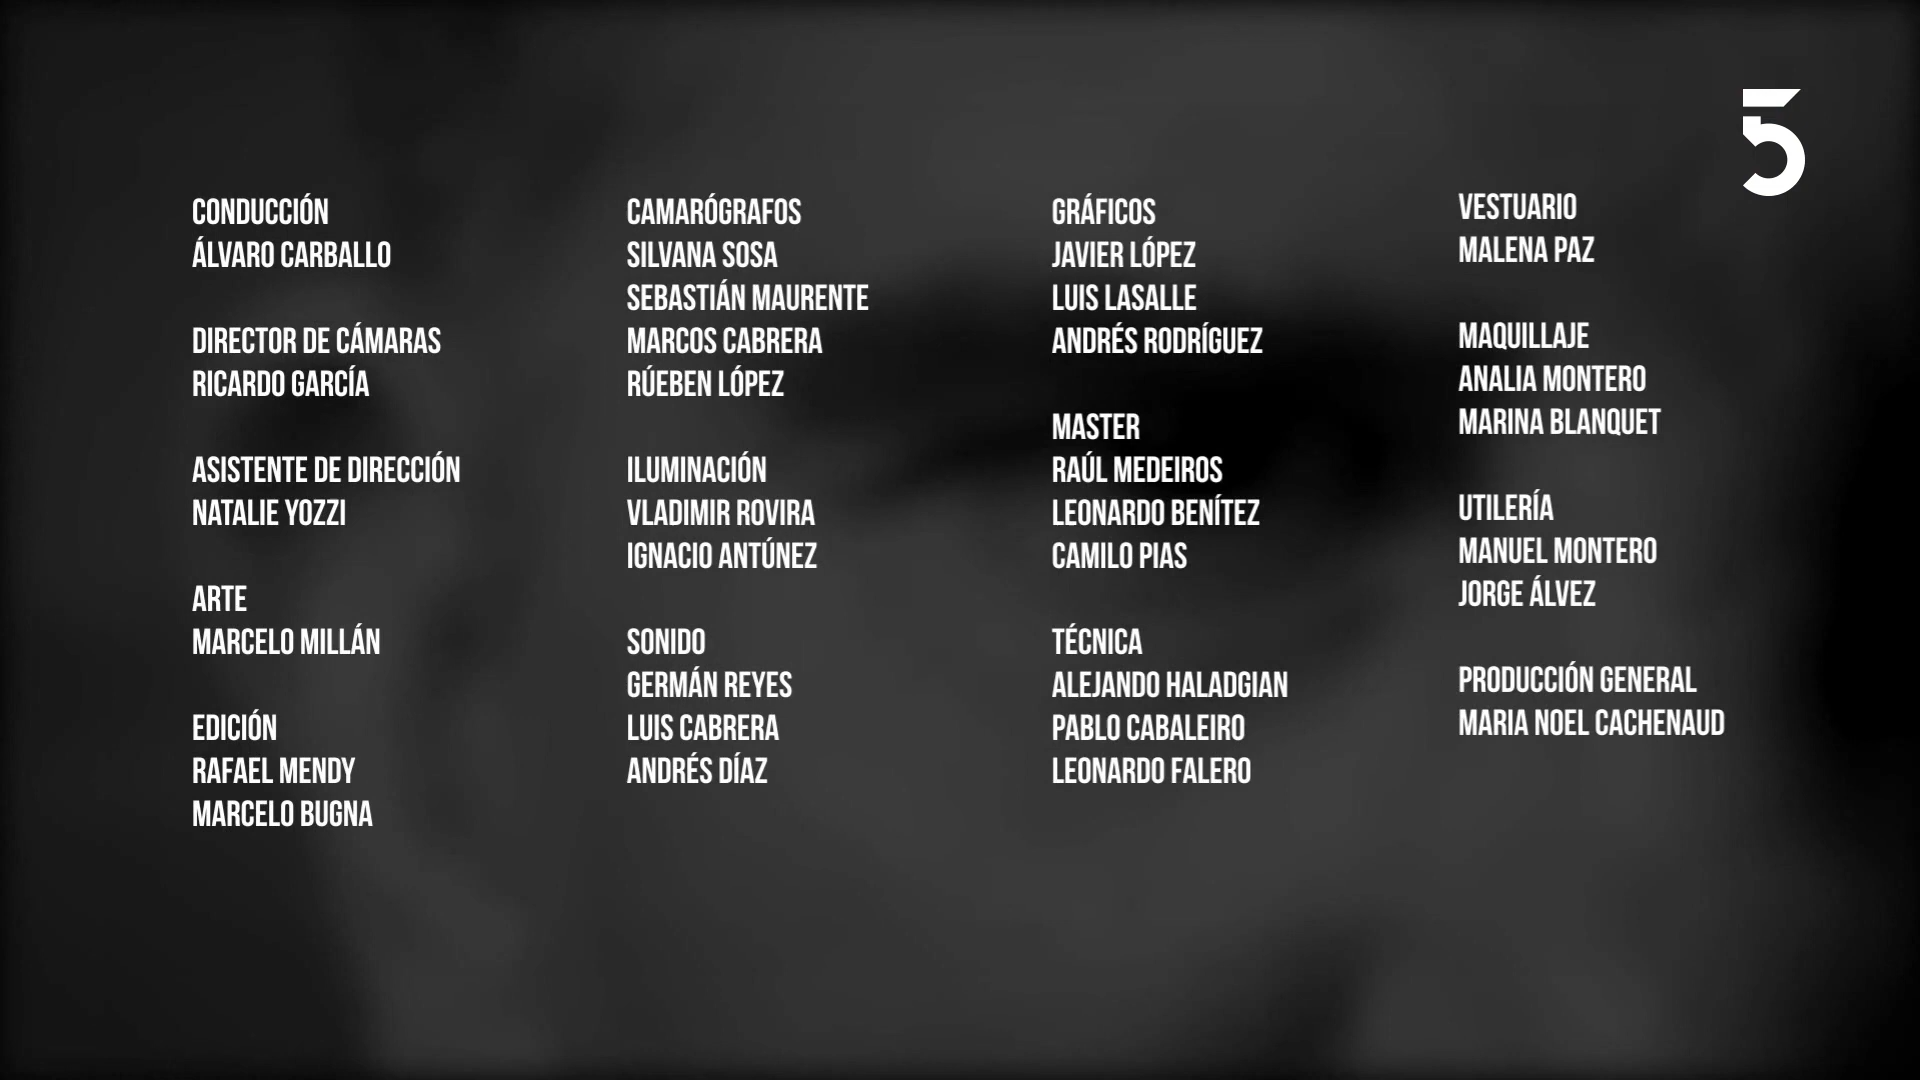 CONDUCCIÓN
ÁLVARO CARBALLO
DIRECTOR DE CÁMARAS
RICARDO GARCÍA
ASISTENTE DE DIRECCIÓN
NATALIE YOZZI
ARTE
MARCELO MILLÁN
EDICIÓN
RAFAEL MENDY
MARCELO BUGNA
CAMARÓGRAFOS
SILVANA SOSA
SEBASTIÁN MAURENTE
MARCOS CABRERA
RÚEBEN LÓPEZ
ILUMINACIÓN
VLADIMIR ROVIRA
IGNACIO ANTÚNEZ
SONIDO
GERMÁN REYES
LUIS CABRERA
ANDRÉS DÍAZ
GRÁFICOS
JAVIER LÓPEZ
LUIS LASALLE
ANDRÉS RODRÍGUEZ
MASTER
RAÚL MEDEIROS
LEONARDO BENÍTEZ
CAMILO PIAS
TÉCNICA
ALEJANDO HALADGIAN
PABLO CABALEIRO
LEONARDO FALERO
5
VESTUARIO
MALENA PAZ
MAQUILLAJE
ANALIA MONTERO
MARINA BLANQUET
UTILERÍA
MANUEL MONTERO
JORGE ÁLVEZ
PRODUCCIÓN GENERAL
MARIA NOEL CACHENAUD